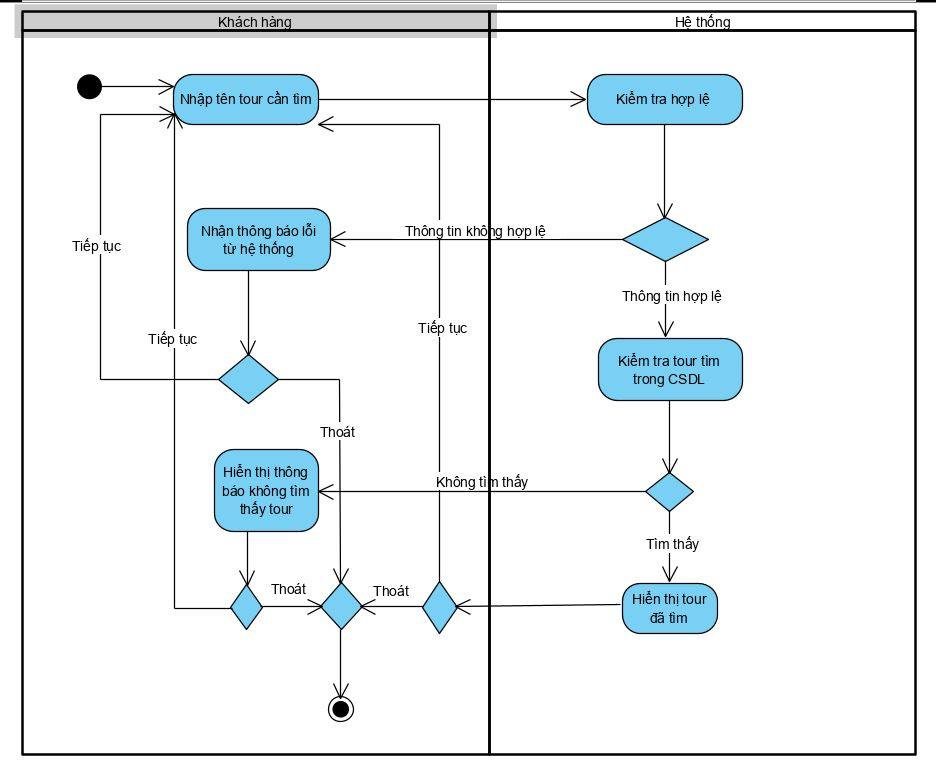 Khách hàng
Hệ thống
Nhập tên tour cần tìm
Kiểm tra hợp lệ
Nhận thông báo lỗi
từ hệ thống
Thông tin không hợp lệ
Tiếp tục
Thông tin hợp lệ
Tiếp tục
Tiếp tục
Kiểm tra tour tìm
trong CSDL
Thoát
Hiển thị thông
báo không tìm
thấy tour
Không tìm thấy
Tìm thấy
Thoát
Thoát
Hiển thị tour
đã tìm